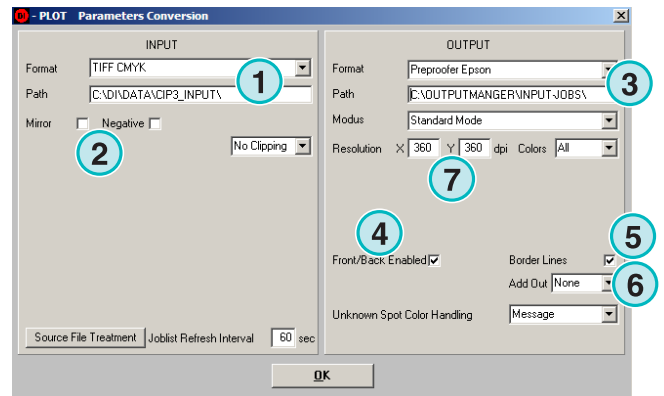 DI - PLOT Parameters Conversion
INPUT
Format TIFF CMYK
1
Path C:\DI\DATA\CIP3_INPUT\
Mirror Negative
2
No Clipping
Source File Treatment Joblist Refresh Interval 60 sec
OUTPUT
Format Preproofer Epson
3
Path C:\OUTPUTMANGER\INPUT-JOBS\
Modus Standard Mode
Resolution X 360 Y 360 dpi Colors All
7
4
5
Front/Back Enabled Border Lines
Add Out None
6
Unknown Spot Color Handling Message
OK